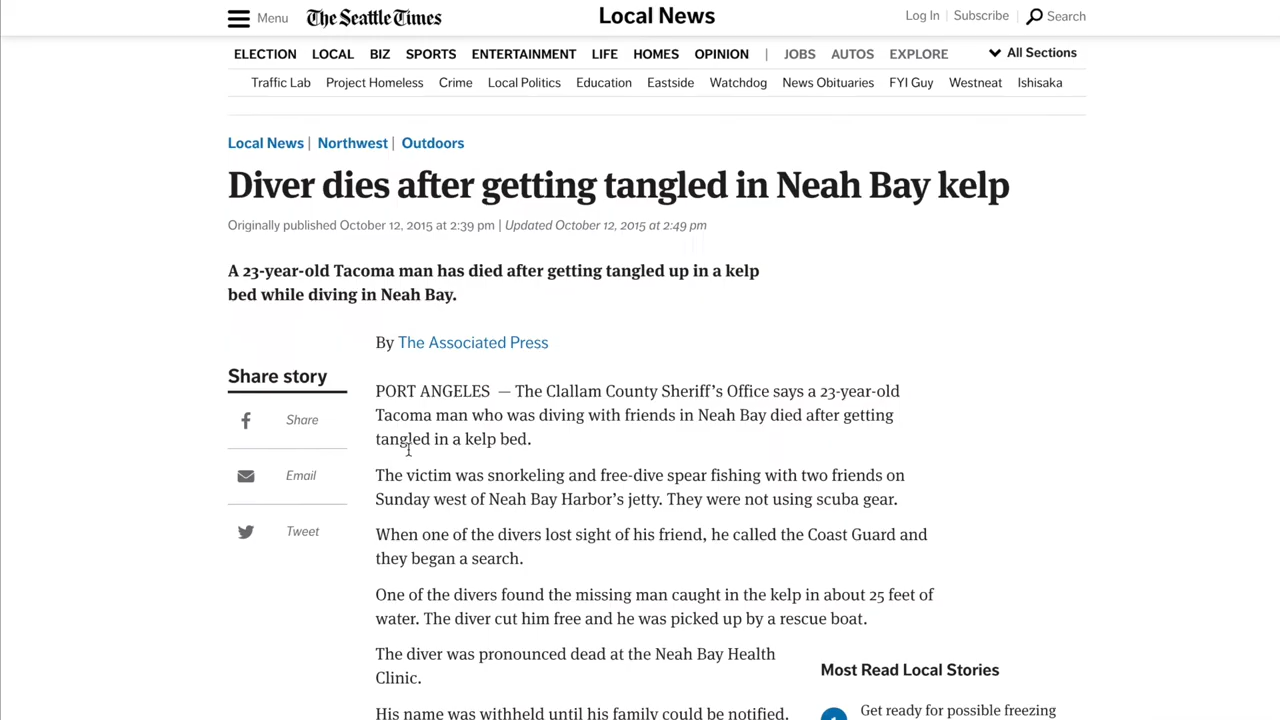 Menu
The Seattle Times
Local News
Log In | Subscribe | Search
ELECTION LOCAL BIZ SPORTS ENTERTAINMENT LIFE HOMES OPINION | JOBS AUTOS EXPLORE All Sections
Traffic Lab Project Homeless Crime Local Politics Education Eastside Watchdog News Obituaries FYI Guy Westneat Ishisaka
Local News | Northwest | Outdoors
Diver dies after getting tangled in Neah Bay kelp
Originally published October 12, 2015 at 2:39 pm | Updated October 12, 2015 at 2:49 pm
A 23-year-old Tacoma man has died after getting tangled up in a kelp
bed while diving in Neah Bay.
By The Associated Press
Share story
Share
Email
Tweet
PORT ANGELES — The Clallam County Sheriff’s Office says a 23-year-old
Tacoma man who was diving with friends in Neah Bay died after getting
tangled in a kelp bed.
The victim was snorkeling and free-dive spear fishing with two friends on
Sunday west of Neah Bay Harbor’s jetty. They were not using scuba gear.
When one of the divers lost sight of his friend, he called the Coast Guard and
they began a search.
One of the divers found the missing man caught in the kelp in about 25 feet of
water. The diver cut him free and he was picked up by a rescue boat.
The diver was pronounced dead at the Neah Bay Health
Clinic.
His name was withheld until his family could be notified.
Most Read Local Stories
1
Get ready for possible freezing